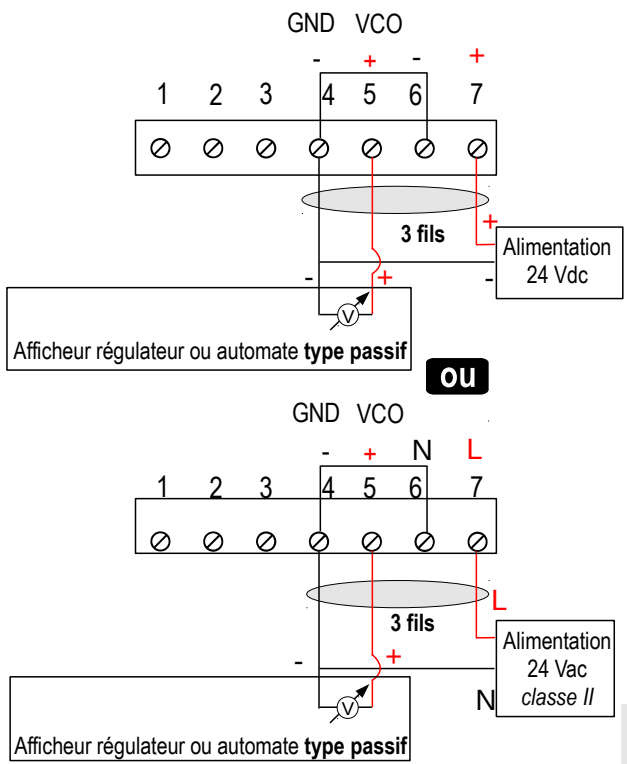 GND VCO
- + - +
1 2 3 4 5 6 7
3 fils
+
Alimentation
24 Vdc
- + -
V
Afficheur régulateur ou automate type passif
ou
GND VCO
- + N L
1 2 3 4 5 6 7
L
3 fils
Alimentation
24 Vac
classe II
- +
N
V
Afficheur régulateur ou automate type passif